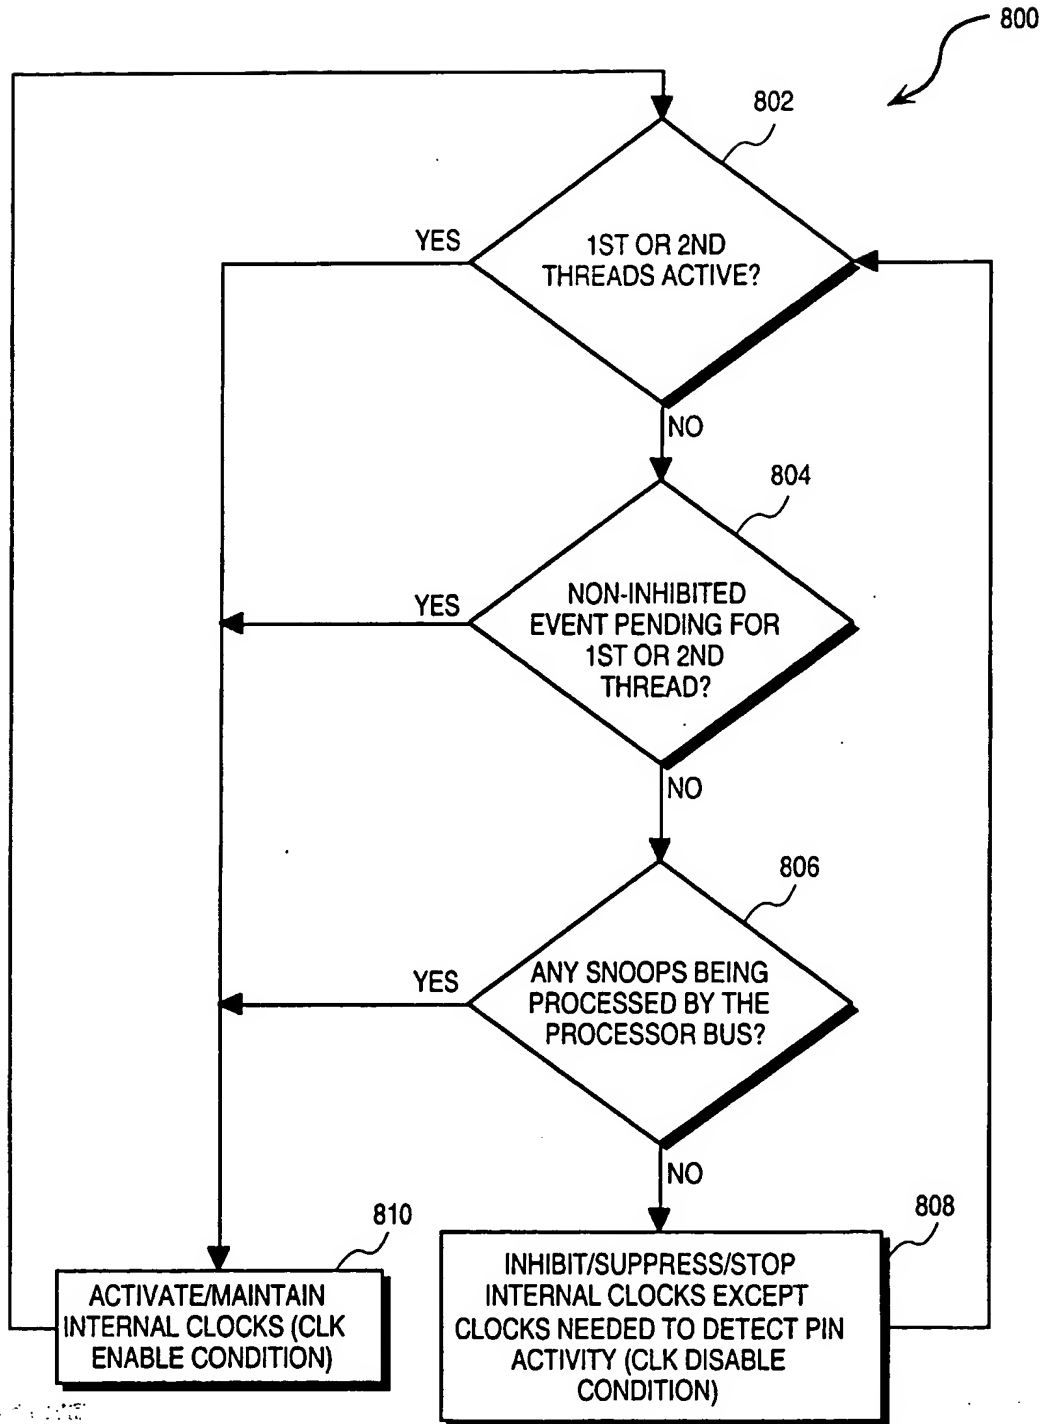 800
802
YES
1ST OR 2ND
THREADS ACTIVE?
NO
804
YES
NON-INHIBITED
EVENT PENDING FOR
1ST OR 2ND
THREAD?
NO
806
YES
ANY SNOOPS BEING
PROCESSED BY THE
PROCESSOR BUS?
NO
810
ACTIVATE/MAINTAIN
INTERNAL CLOCKS (CLK
ENABLE CONDITION)
808
INHIBIT/SUPPRESS/STOP
INTERNAL CLOCKS EXCEPT
CLOCKS NEEDED TO DETECT PIN
ACTIVITY (CLK DISABLE
CONDITION)